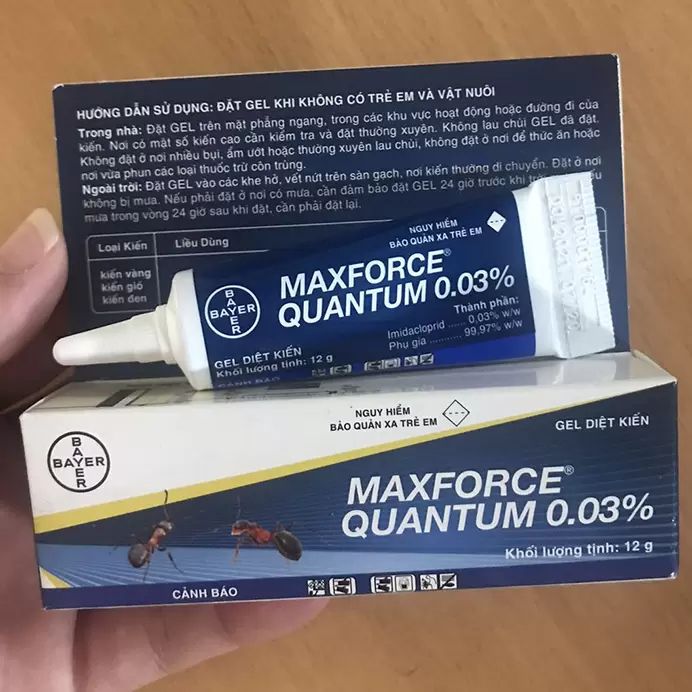 HƯỚNG DẪN SỬ DỤNG: ĐẶT GEL KHI KHÔNG CÓ TRẺ EM VÀ VẬT NUÔI
Trong nhà: Đặt GEL trên mặt phẳng ngang, trong các khu vực hoạt động hoặc đường đi của
kiến. Nơi có mật số kiến cao cần kiểm tra và đặt thường xuyên. Không lau chùi GEL đã đặt.
Không đặt ở nơi nhiều bụi, ẩm ướt hoặc thường xuyên lau chùi, không đặt ở nơi để thức ăn hoặc
nơi vừa phun các loại thuốc trừ côn trùng.
Ngoài trời: Đặt GEL vào các khe hở, vết nứt trên sàn gạch, nơi kiến thường di chuyển. Đặt ở nơi
không bị mưa. Nếu phải đặt ở nơi có mưa, cần đảm bảo đặt GEL 24 giờ trước khi
mưa trong vòng 24 giờ sau khi đặt, cần phải đặt lại.
Loại Kiến Liều Dùng
kiến vàng
kiến gió
kiến đen
NGUY HIỂM
BẢO QUẢN XA TRẺ EM
BAYER
BAYER
MAXFORCE®
QUANTUM 0.03%
Thành phần:
Imidacloprid ..... 0,03% w/w
Phụ gia ........... 99,97% w/w
GEL DIỆT KIẾN
Khối lượng tịnh: 12 g
CẢNH BÁO
NGUY HIỂM
BẢO QUẢN XA TRẺ EM
GEL DIỆT KIẾN
BAYER
BAYER
MAXFORCE®
QUANTUM 0.03%
Khối lượng tịnh: 12 g
CẢNH BÁO